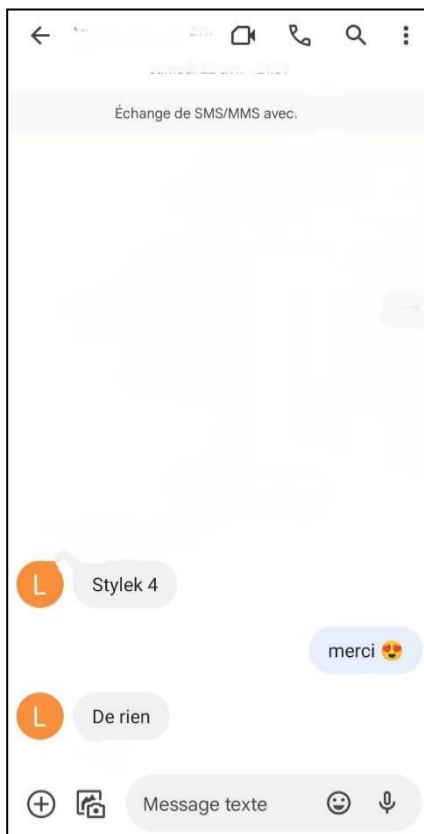 Échange de SMS/MMS avec
L
Stylek 4
merci 😍
L
De rien
Message texte